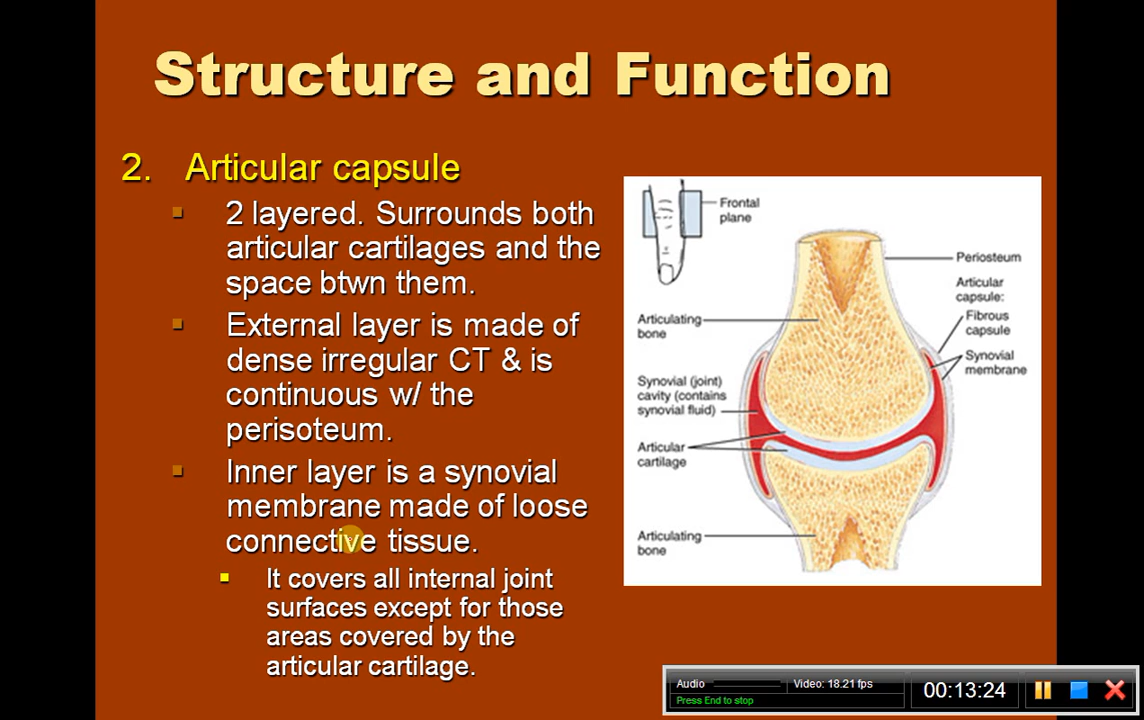 Structure and Function
2. Articular capsule
2 layered. Surrounds both
articular cartilages and the
space btwn them.
External layer is made of
dense irregular CT & is
continuous w/ the
perisoteum.
Inner layer is a synovial
membrane made of loose
connective tissue.
It covers all internal joint
surfaces except for those
areas covered by the
articular cartilage.
Frontal
plane
Periosteum
Articular
capsule:
Fibrous
capsule
Synovial
membrane
Articulating
bone
Synovial (joint)
cavity (contains
synovial fluid)
Articular
cartilage
Articulating
bone
Audio
Video: 18.21 fps
Press End to stop
00:13:24